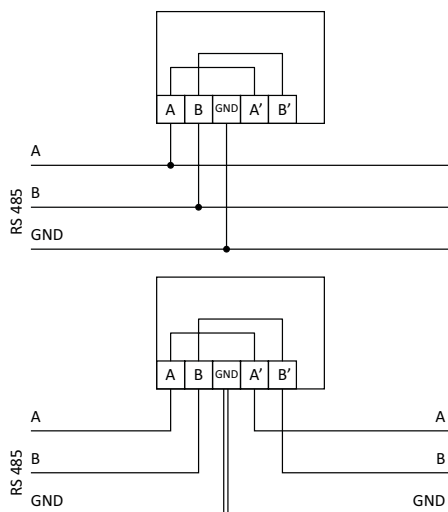 A B GND A' B'
A
B
GND
RS 485
A B GND A' B'
A A
B B
GND GND
RS 485